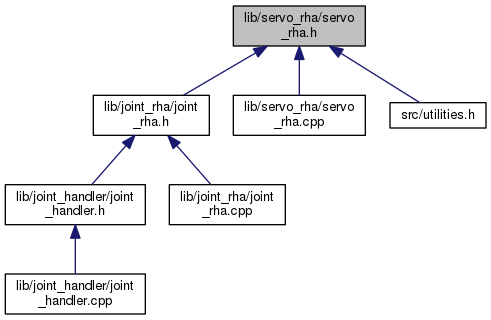 lib/servo_rha/servo
_rha.h
lib/joint_rha/joint
_rha.h
lib/servo_rha/servo
_rha.cpp
src/utilities.h
lib/joint_handler/joint
_handler.h
lib/joint_rha/joint
_rha.cpp
lib/joint_handler/joint
_handler.cpp